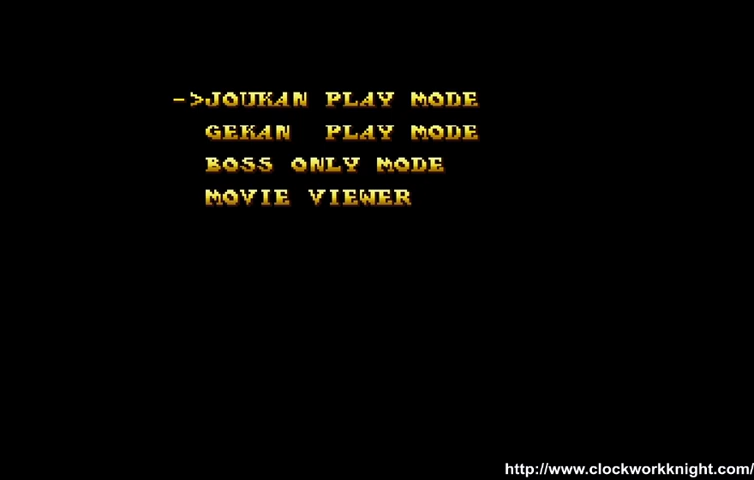 ->JOUKAN PLAY MODE
GEKAN PLAY MODE
BOSS ONLY MODE
MOVIE VIEWER
http://www.clockworkknight.com/